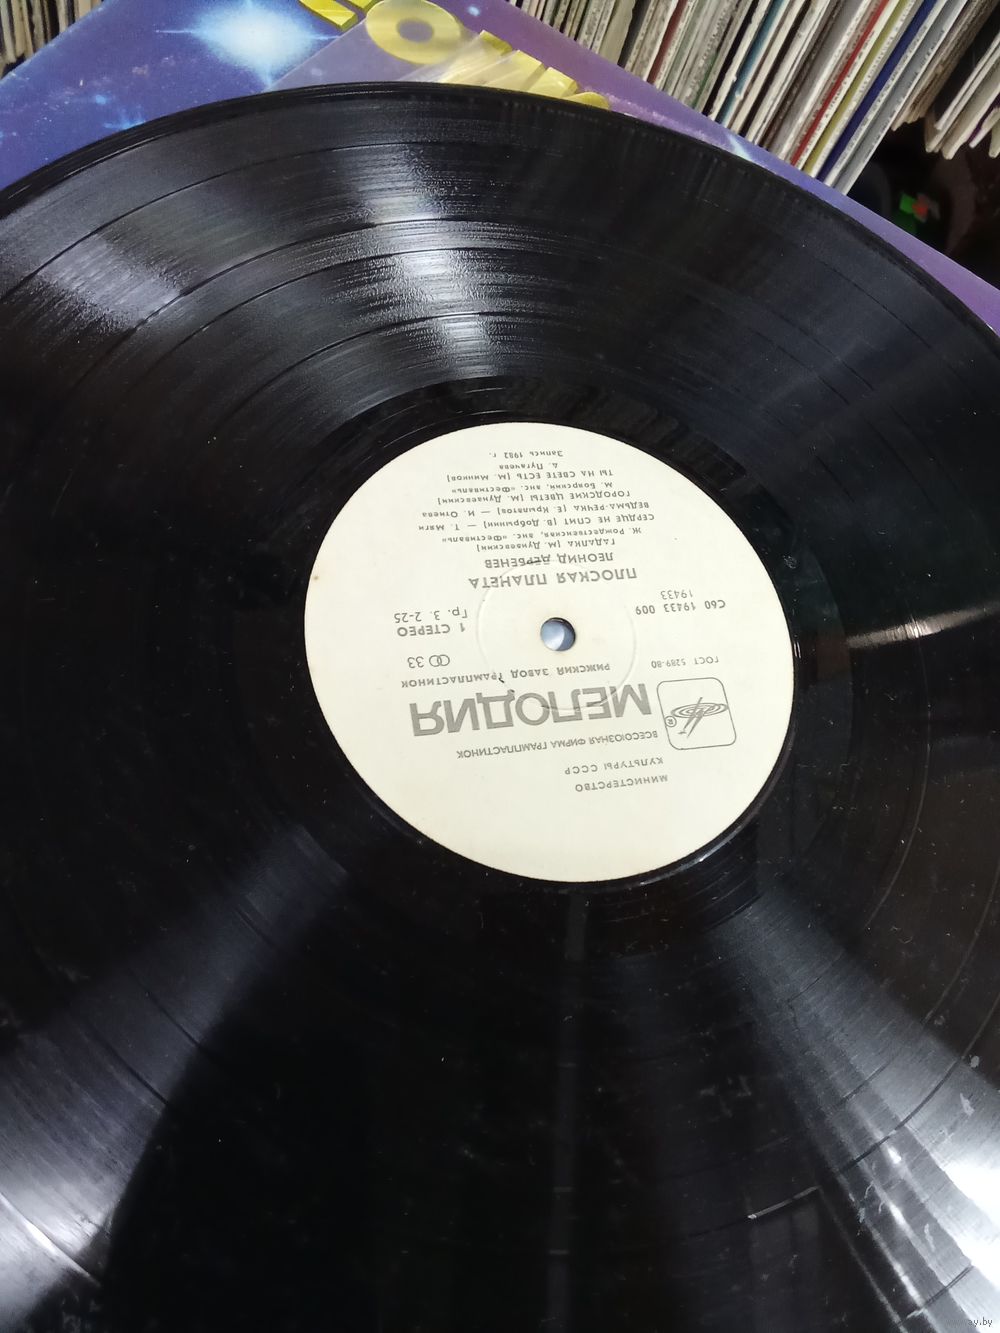 МИНИСТЕРСТВО
КУЛЬТУРЫ СССР
ВСЕСОЮЗНАЯ ФИРМА ГРАМПЛАСТИНОК
МЕЛОДИЯ
®
РИЖСКИЙ ЗАВОД ГРАМПЛАСТИНОК
ГОСТ 5289-80
33
С60 19433 009
1 СТЕРЕО
19433
Гр. 3. 2-25
ПЛОСКАЯ ПЛАНЕТА
ЛЕОНИД ДЕРБЕНЕВ
ГАДАЛКА [М. Дунаевский]
Ж. Рождественская, анс. «Фестиваль»
СЕРДЦЕ НЕ СПИТ [В. Добрынин] — Т. Мяги
ВЕДЬМА-РЕЧКА [Е. Крылатов] — И. Отиева
ГОРОДСКИЕ ЦВЕТЫ [М. Дунаевский]
М. Боярский, анс. «Фестиваль»
ТЫ НА СВЕТЕ ЕСТЬ [М. Минков]
А. Пугачева
Запись 1982 г.